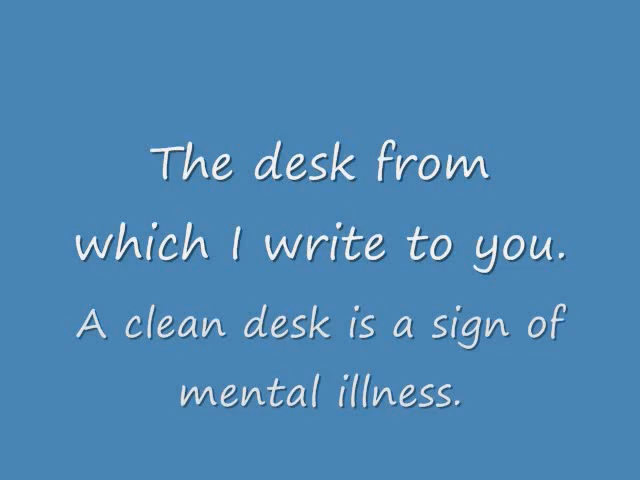 The desk from
which I write to you.
A clean desk is a sign of
mental illness.